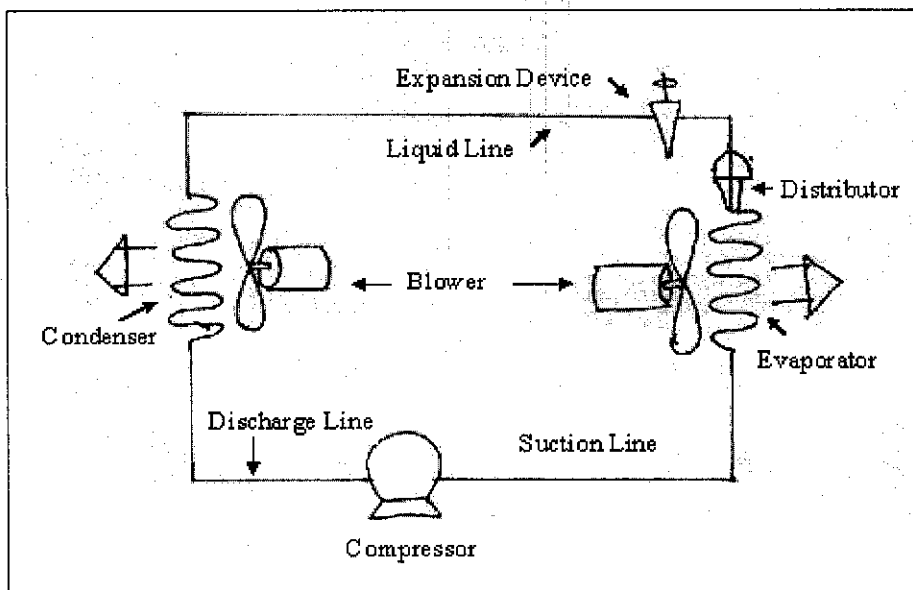 Expansion Device
Liquid Line
Distributor
Blower
Condenser
Evaporator
Discharge Line
Suction Line
Compressor